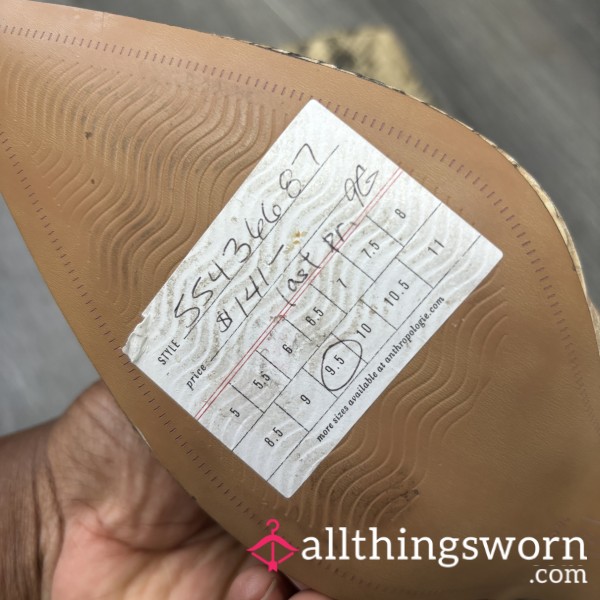 STYLE 55436687
price $141- 
last pr
5 5.5 6 6.5 7 7.5 8
8.5 9 9.5 10 10.5 11
more sizes available at anthropologie.com
allthingsworn
.com